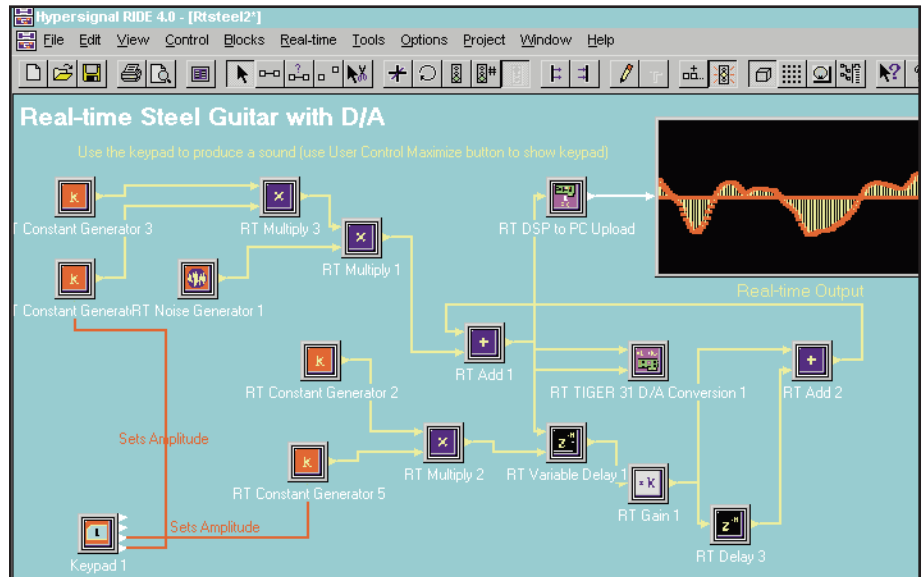 Hypersignal RIDE 4.0 - [Rtsteel2*]
File Edit View Control Blocks Real-time Tools Options Project Window Help
Real-time Steel Guitar with D/A
Use the keypad to produce a sound (use User Control Maximize button to show keypad)
k
x
T Constant Generator 3
RT Multiply 3
RT DSP to PC Upload
x
RT Multiply 1
k
T Constant Generat
RT Noise Generator 1
Real-time Output
+
RT Add 1
k
RT Constant Generator 2
RT TIGER 31 D/A Conversion 1
+
RT Add 2
Sets Amplitude
x
RT Multiply 2
z-M
RT Variable Delay 1
k
RT Constant Generator 5
RT Gain 1
Sets Amplitude
Keypad 1
RT Delay 3